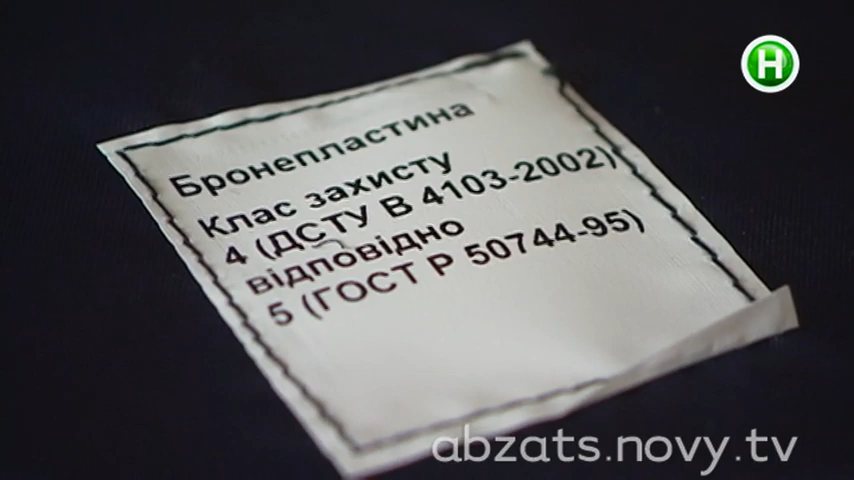 Н
Бронепластина
Клас захисту
4 (ДСТУ В 4103-2002)
відповідно
5 (ГОСТ Р 50744-95)
abzats.novy.tv